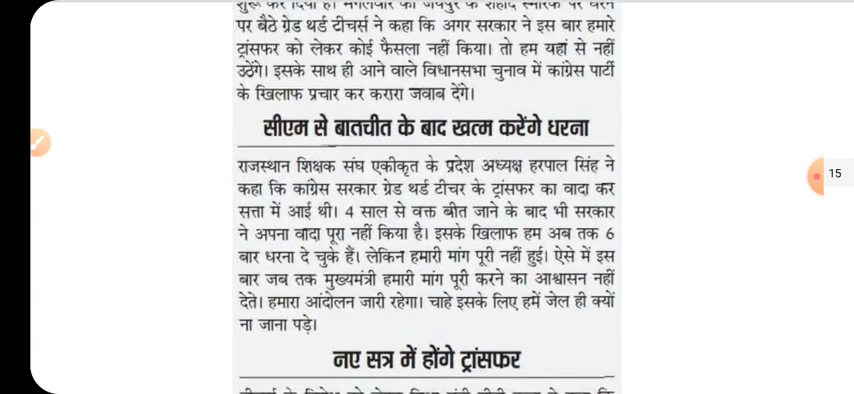 पर बैठे ग्रेड थर्ड टीचर्स ने कहा कि अगर सरकार ने इस बार हमारे
ट्रांसफर को लेकर कोई फैसला नहीं किया। तो हम यहां से नहीं
उठेंगे। इसके साथ ही आने वाले विधानसभा चुनाव में कांग्रेस पार्टी
के खिलाफ प्रचार कर करारा जवाब देंगे।
सीएम से बातचीत के बाद खत्म करेंगे धरना
राजस्थान शिक्षक संघ एकीकृत के प्रदेश अध्यक्ष हरपाल सिंह ने
कहा कि कांग्रेस सरकार ग्रेड थर्ड टीचर के ट्रांसफर का वादा कर
सत्ता में आई थी। 4 साल से वक्त बीत जाने के बाद भी सरकार
ने अपना वादा पूरा नहीं किया है। इसके खिलाफ हम अब तक 6
बार धरना दे चुके हैं। लेकिन हमारी मांग पूरी नहीं हुई। ऐसे में इस
बार जब तक मुख्यमंत्री हमारी मांग पूरी करने का आश्वासन नहीं
देते। हमारा आंदोलन जारी रहेगा। चाहे इसके लिए हमें जेल ही क्यों
ना जाना पड़े।
नए सत्र में होंगे ट्रांसफर
15